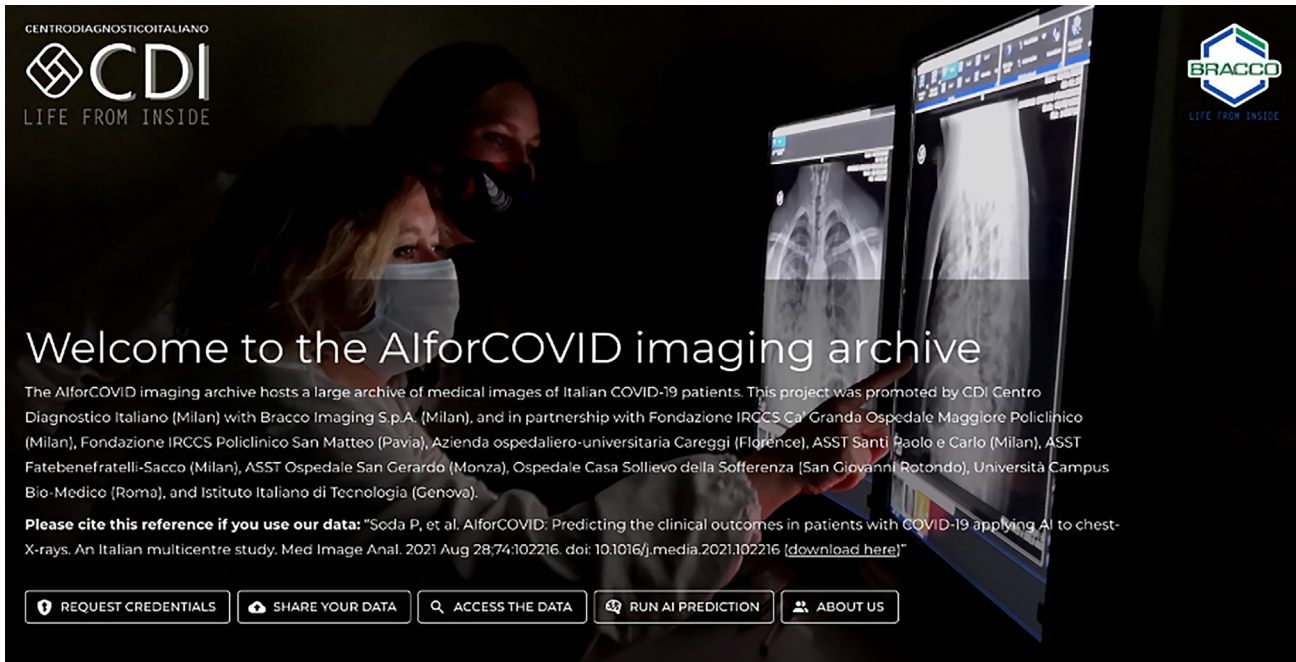 CENTRODIAGNOSTICOITALIANO
CDI
LIFE FROM INSIDE
BRACCO
LIFE FROM INSIDE
Welcome to the AIforCOVID imaging archive
The AIforCOVID imaging archive hosts a large archive of medical images of Italian COVID-19 patients. This project was promoted by CDI Centro
Diagnostico Italiano (Milan) with Bracco Imaging S.p.A. (Milan), and in partnership with Fondazione IRCCS Ca' Granda Ospedale Maggiore Policlinico
(Milan), Fondazione IRCCS Policlinico San Matteo (Pavia), Azienda ospedaliero-universitaria Careggi (Florence), ASST Santi Paolo e Carlo (Milan), ASST
Fatebenefratelli-Sacco (Milan), ASST Ospedale San Gerardo (Monza), Ospedale Casa Sollievo della Sofferenza (San Giovanni Rotondo), Università Campus
Bio-Medico (Roma), and Istituto Italiano di Tecnologia (Genova).
Please cite this reference if you use our data: "Soda P, et al. AIforCOVID: Predicting the clinical outcomes in patients with COVID-19 applying AI to chest-
X-rays. An Italian multicentre study. Med Image Anal. 2021 Aug 28;74:102216. doi: 10.1016/j.media.2021.102216 (download here)"
REQUEST CREDENTIALS
SHARE YOUR DATA
ACCESS THE DATA
RUN AI PREDICTION
ABOUT US